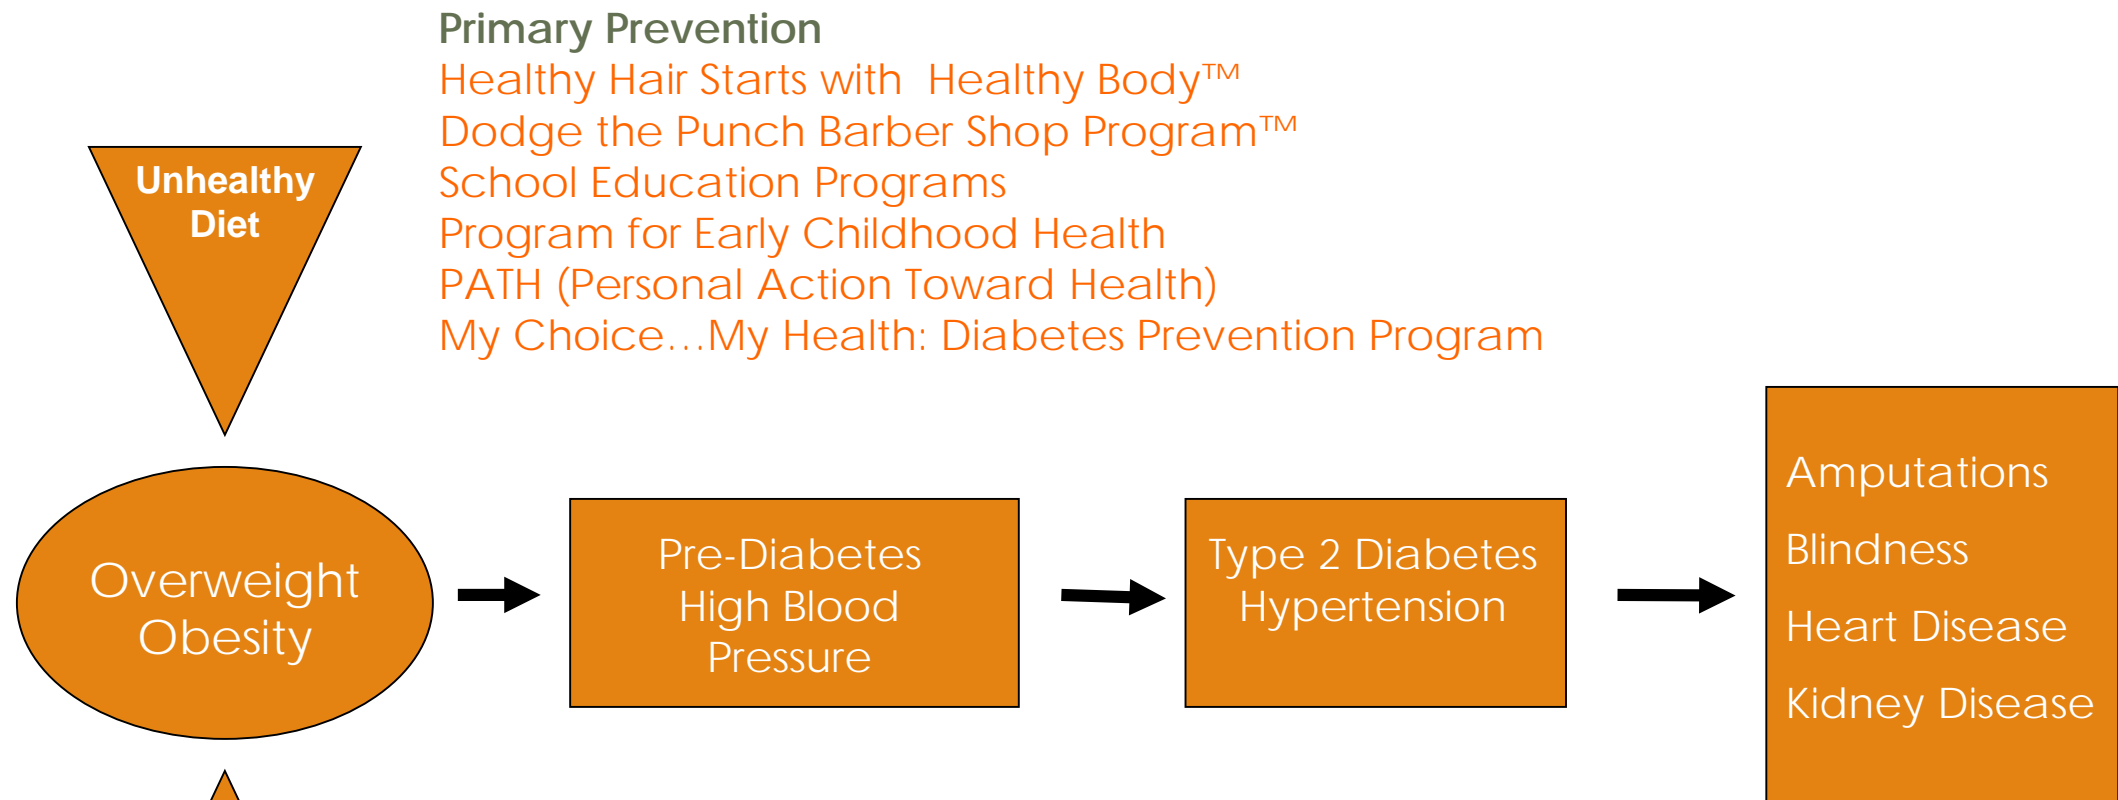 Primary Prevention
Healthy Hair Starts with Healthy Body™
Dodge the Punch Barber Shop Program™
School Education Programs
Program for Early Childhood Health
PATH (Personal Action Toward Health)
My Choice…My Health: Diabetes Prevention Program
Unhealthy
Diet
Overweight
Obesity
Pre-Diabetes
High Blood
Pressure
Type 2 Diabetes
Hypertension
Amputations
Blindness
Heart Disease
Kidney Disease